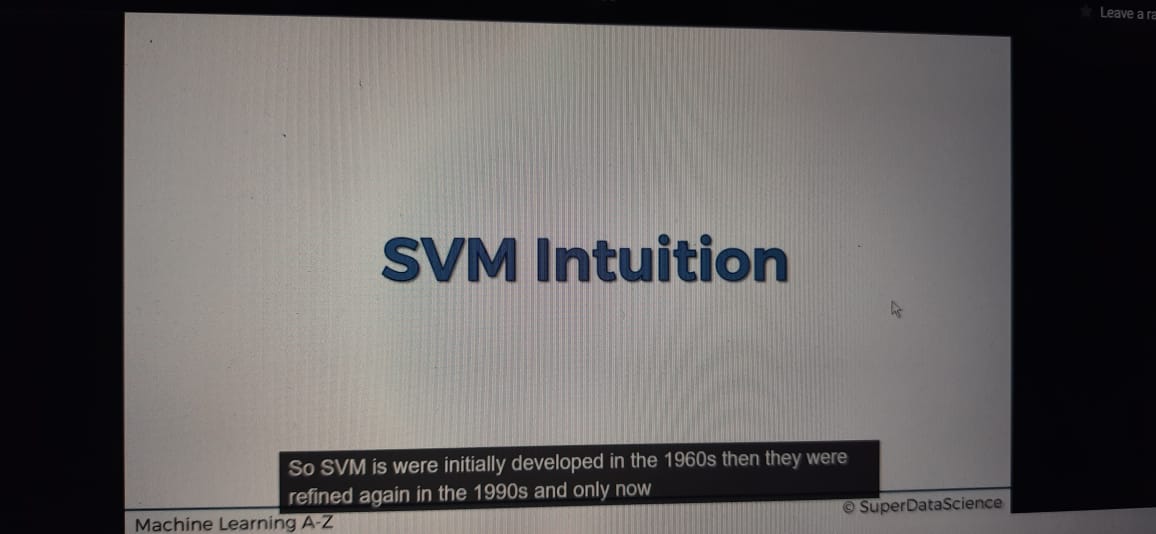 Leave a ra
SVM Intuition
So SVM is were initially developed in the 1960s then they were
refined again in the 1990s and only now
© SuperDataScience
Machine Learning A-Z